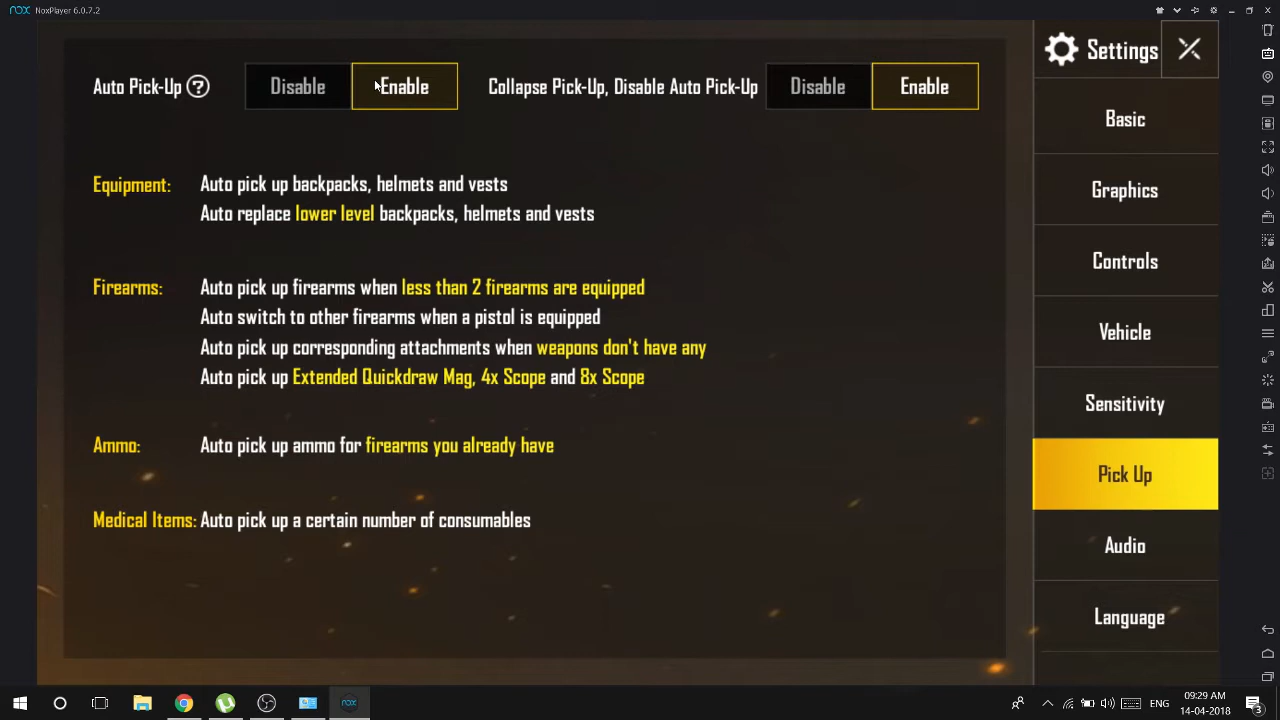 nox NoxPlayer 6.0.7.2
Auto Pick-Up ? Disable Enable Collapse Pick-Up, Disable Auto Pick-Up Disable Enable
Equipment: Auto pick up backpacks, helmets and vests
Auto replace lower level backpacks, helmets and vests
Firearms: Auto pick up firearms when less than 2 firearms are equipped
Auto switch to other firearms when a pistol is equipped
Auto pick up corresponding attachments when weapons don't have any
Auto pick up Extended Quickdraw Mag, 4x Scope and 8x Scope
Ammo: Auto pick up ammo for firearms you already have
Medical Items: Auto pick up a certain number of consumables
Settings
Basic
Graphics
Controls
Vehicle
Sensitivity
Pick Up
Audio
Language
nox
ENG
09:29 AM
14-04-2018
3